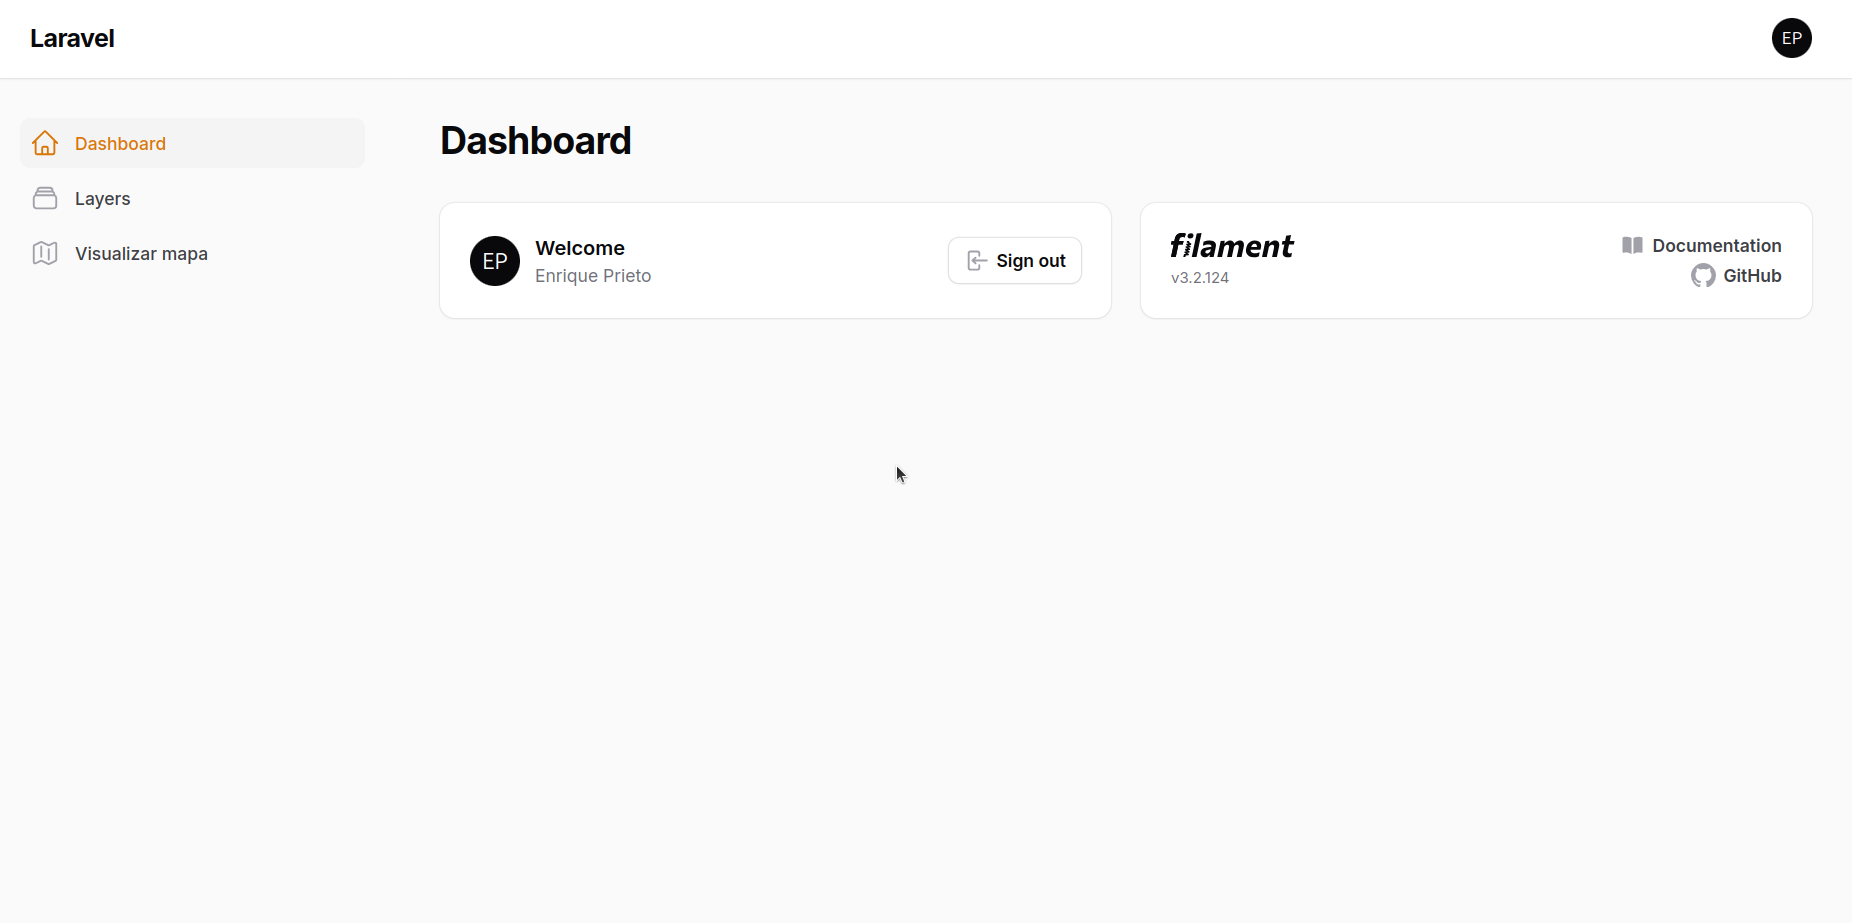 Laravel
EP
Dashboard
Layers
Visualizar mapa
Dashboard
EP
Welcome
Enrique Prieto
Sign out
filament
v3.2.124
Documentation
GitHub